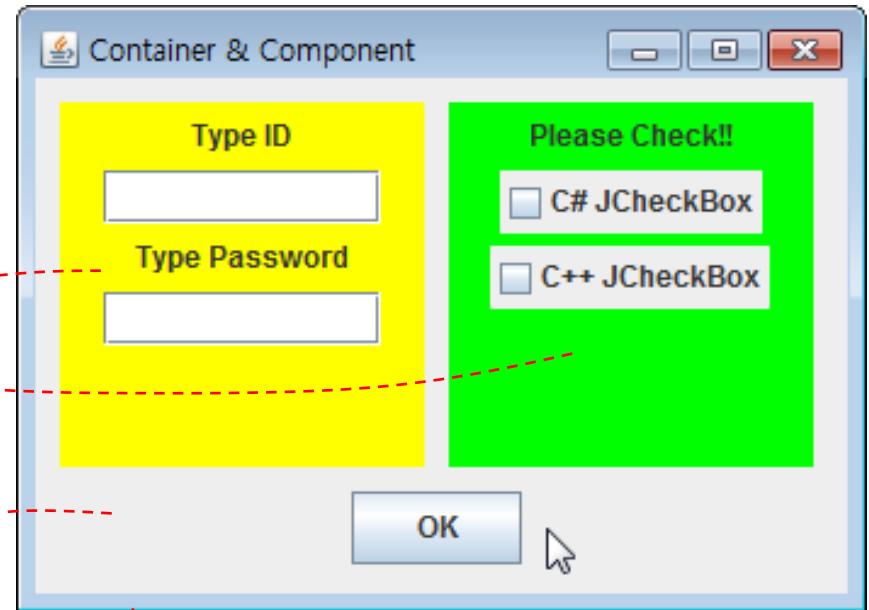 Container & Component
Type ID
Type Password
Please Check!!
C# JCheckBox
C++ JCheckBox
OK